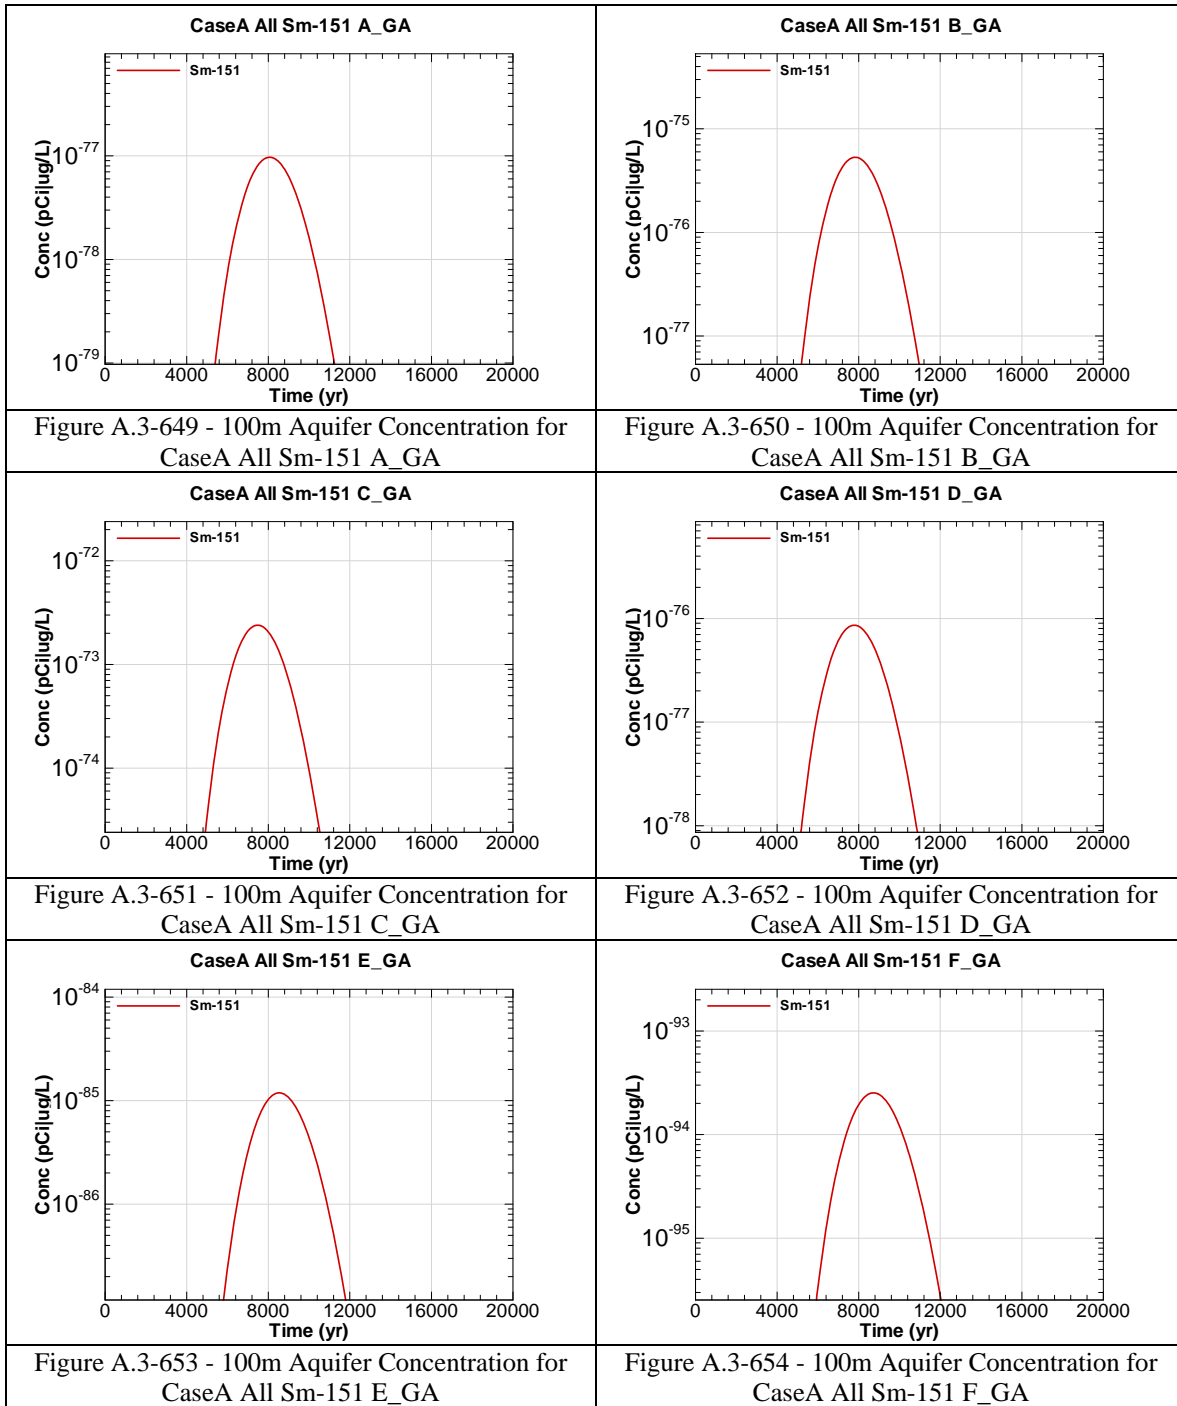 CaseA All Sm-151 A_GA
Sm-151
10-77
10-78
10-79
Conc (pCi|ug/L)
0 4000 8000 12000 16000 20000
Time (yr)
Figure A.3-649 - 100m Aquifer Concentration for
CaseA All Sm-151 A_GA
CaseA All Sm-151 B_GA
Sm-151
10-75
10-76
10-77
Conc (pCi|ug/L)
0 4000 8000 12000 16000 20000
Time (yr)
Figure A.3-650 - 100m Aquifer Concentration for
CaseA All Sm-151 B_GA
CaseA All Sm-151 C_GA
Sm-151
10-72
10-73
10-74
Conc (pCi|ug/L)
0 4000 8000 12000 16000 20000
Time (yr)
Figure A.3-651 - 100m Aquifer Concentration for
CaseA All Sm-151 C_GA
CaseA All Sm-151 D_GA
Sm-151
10-76
10-77
10-78
Conc (pCi|ug/L)
0 4000 8000 12000 16000 20000
Time (yr)
Figure A.3-652 - 100m Aquifer Concentration for
CaseA All Sm-151 D_GA
CaseA All Sm-151 E_GA
Sm-151
10-84
10-85
10-86
Conc (pCi|ug/L)
0 4000 8000 12000 16000 20000
Time (yr)
Figure A.3-653 - 100m Aquifer Concentration for
CaseA All Sm-151 E_GA
CaseA All Sm-151 F_GA
Sm-151
10-93
10-94
10-95
Conc (pCi|ug/L)
0 4000 8000 12000 16000 20000
Time (yr)
Figure A.3-654 - 100m Aquifer Concentration for
CaseA All Sm-151 F_GA